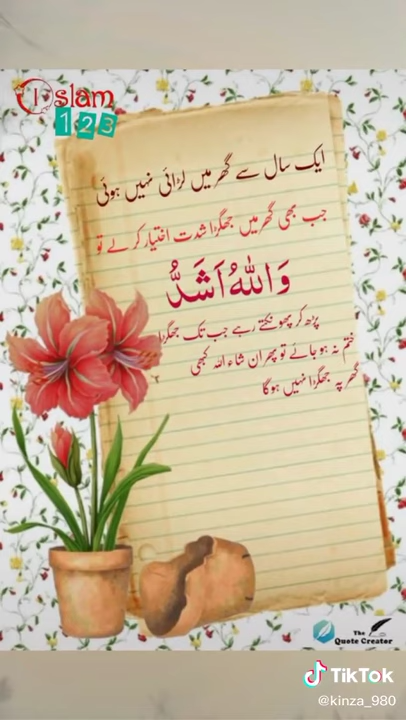 Islam
123
ایک سال سے گھر میں لڑائی نہیں ہوئی
جب بھی گھر میں جھگڑا شدت اختیار کر لے تو
وَاللّٰهُ اَشَدُّ
پڑھ کر پھونکتے رہے جب تک جھگڑا
ختم نہ ہو جائے تو پھر ان شاء اللہ کبھی
گھر پہ جھگڑا نہیں ہوگا
The
Quote Creator
TikTok
@kinza_980